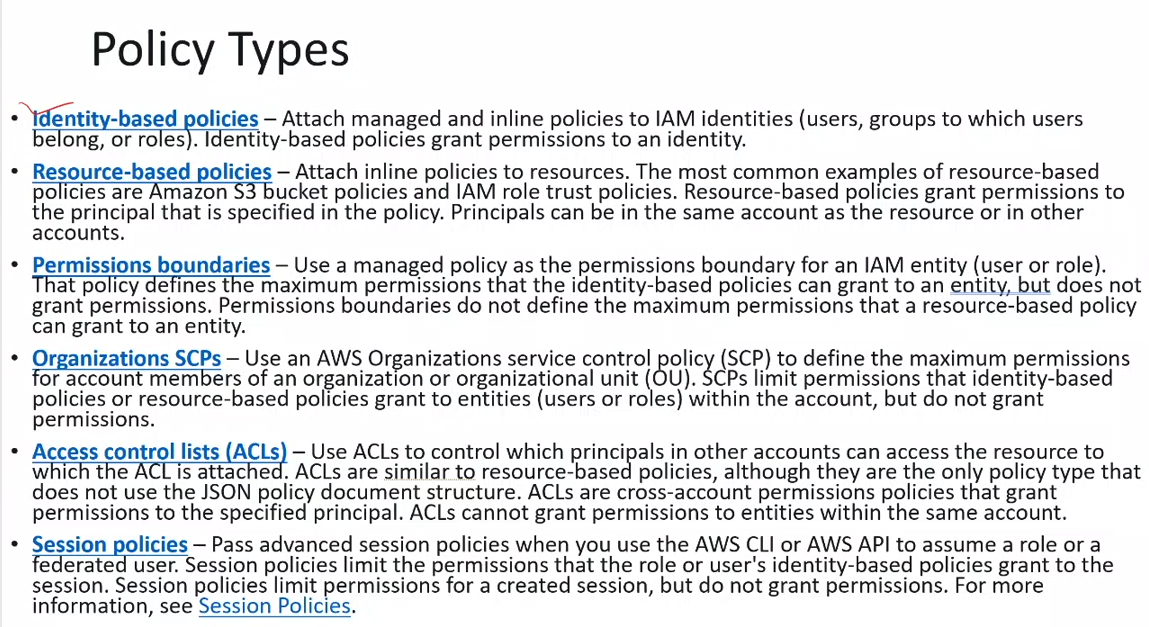 Policy Types
• Identity-based policies – Attach managed and inline policies to IAM identities (users, groups to which users
belong, or roles). Identity-based policies grant permissions to an identity.
• Resource-based policies – Attach inline policies to resources. The most common examples of resource-based
policies are Amazon S3 bucket policies and IAM role trust policies. Resource-based policies grant permissions to
the principal that is specified in the policy. Principals can be in the same account as the resource or in other
accounts.
• Permissions boundaries – Use a managed policy as the permissions boundary for an IAM entity (user or role).
That policy defines the maximum permissions that the identity-based policies can grant to an entity, but does not
grant permissions. Permissions boundaries do not define the maximum permissions that a resource-based policy
can grant to an entity.
• Organizations SCPs – Use an AWS Organizations service control policy (SCP) to define the maximum permissions
for account members of an organization or organizational unit (OU). SCPs limit permissions that identity-based
policies or resource-based policies grant to entities (users or roles) within the account, but do not grant
permissions.
• Access control lists (ACLs) – Use ACLs to control which principals in other accounts can access the resource to
which the ACL is attached. ACLs are similar to resource-based policies, although they are the only policy type that
does not use the JSON policy document structure. ACLs are cross-account permissions policies that grant
permissions to the specified principal. ACLs cannot grant permissions to entities within the same account.
• Session policies – Pass advanced session policies when you use the AWS CLI or AWS API to assume a role or a
federated user. Session policies limit the permissions that the role or user's identity-based policies grant to the
session. Session policies limit permissions for a created session, but do not grant permissions. For more
information, see Session Policies.